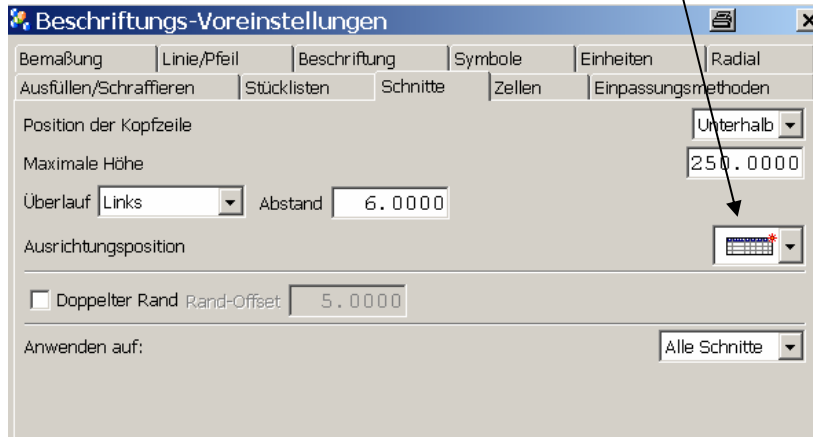 Beschriftungs-Voreinstellungen
Bemaßung Linie/Pfeil Beschriftung Symbole Einheiten Radial
Ausfüllen/Schraffieren Stücklisten Schnitte Zellen Einpassungsmethoden
Position der Kopfzeile Unterhalb
Maximale Höhe 250.0000
Überlauf Links Abstand 6.0000
Ausrichtungsposition
Doppelter Rand Rand-Offset 5.0000
Anwenden auf: Alle Schnitte